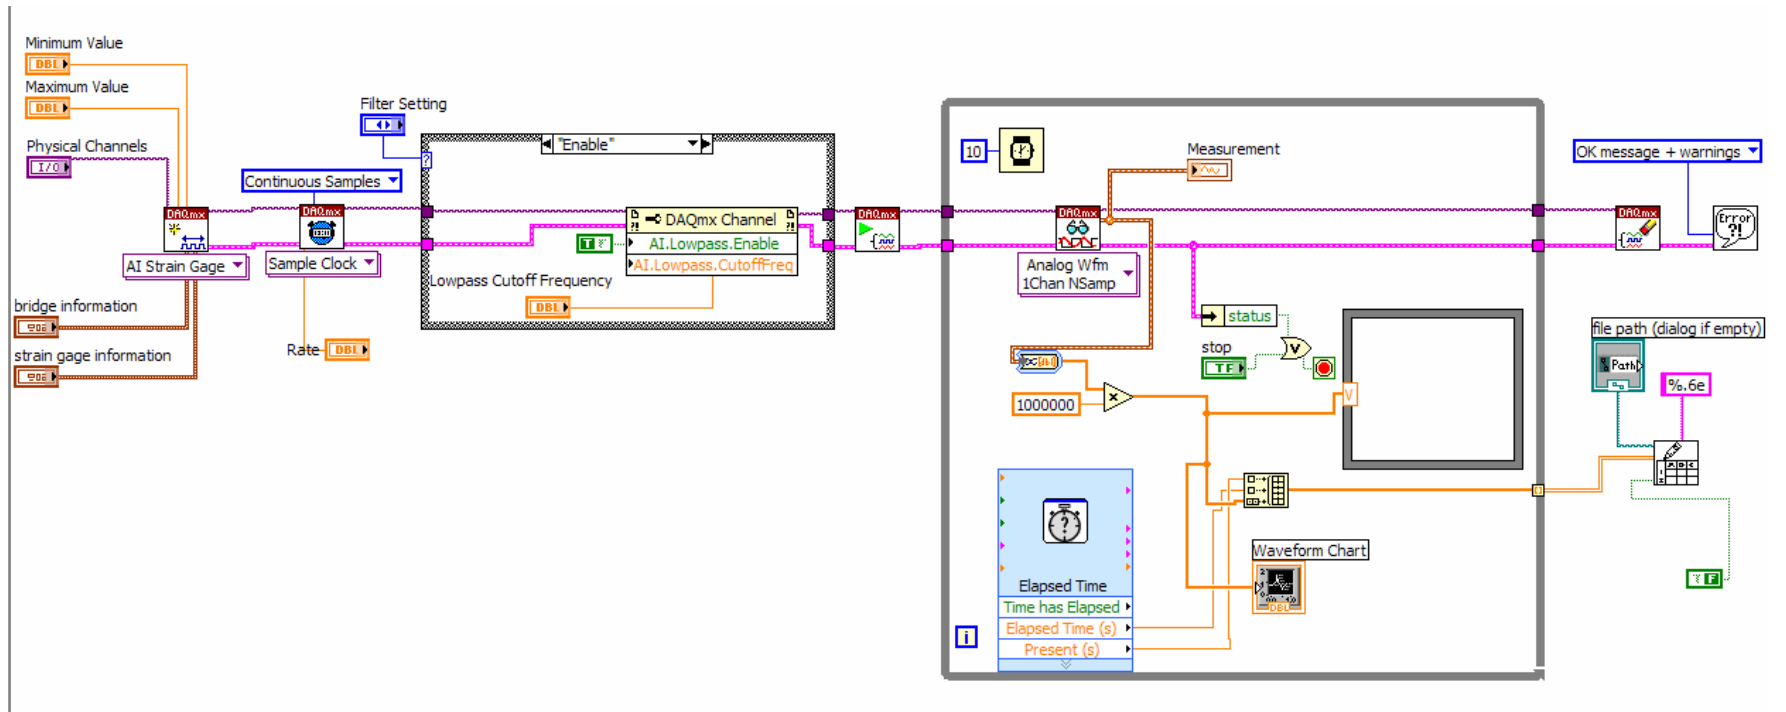 Minimum Value
DBL
Maximum Value
DBL
Physical Channels
I/O
Filter Setting
Continuous Samples
DAQmx
AI Strain Gage
DAQmx
Sample Clock
bridge information
strain gage information
Rate
DBL
"Enable"
?
DAQmx Channel
AI.Lowpass.Enable
AI.Lowpass.CutoffFreq
T
Lowpass Cutoff Frequency
DBL
DAQmx
10
Measurement
DAQmx
Analog Wfm
1Chan NSamp
status
stop
TF
V
1000000
x
V
Elapsed Time
Time has Elapsed
Elapsed Time (s)
Present (s)
i
Waveform Chart
DBL
OK message + warnings
DAQmx
Error
?!
file path (dialog if empty)
Path
%.6e
F